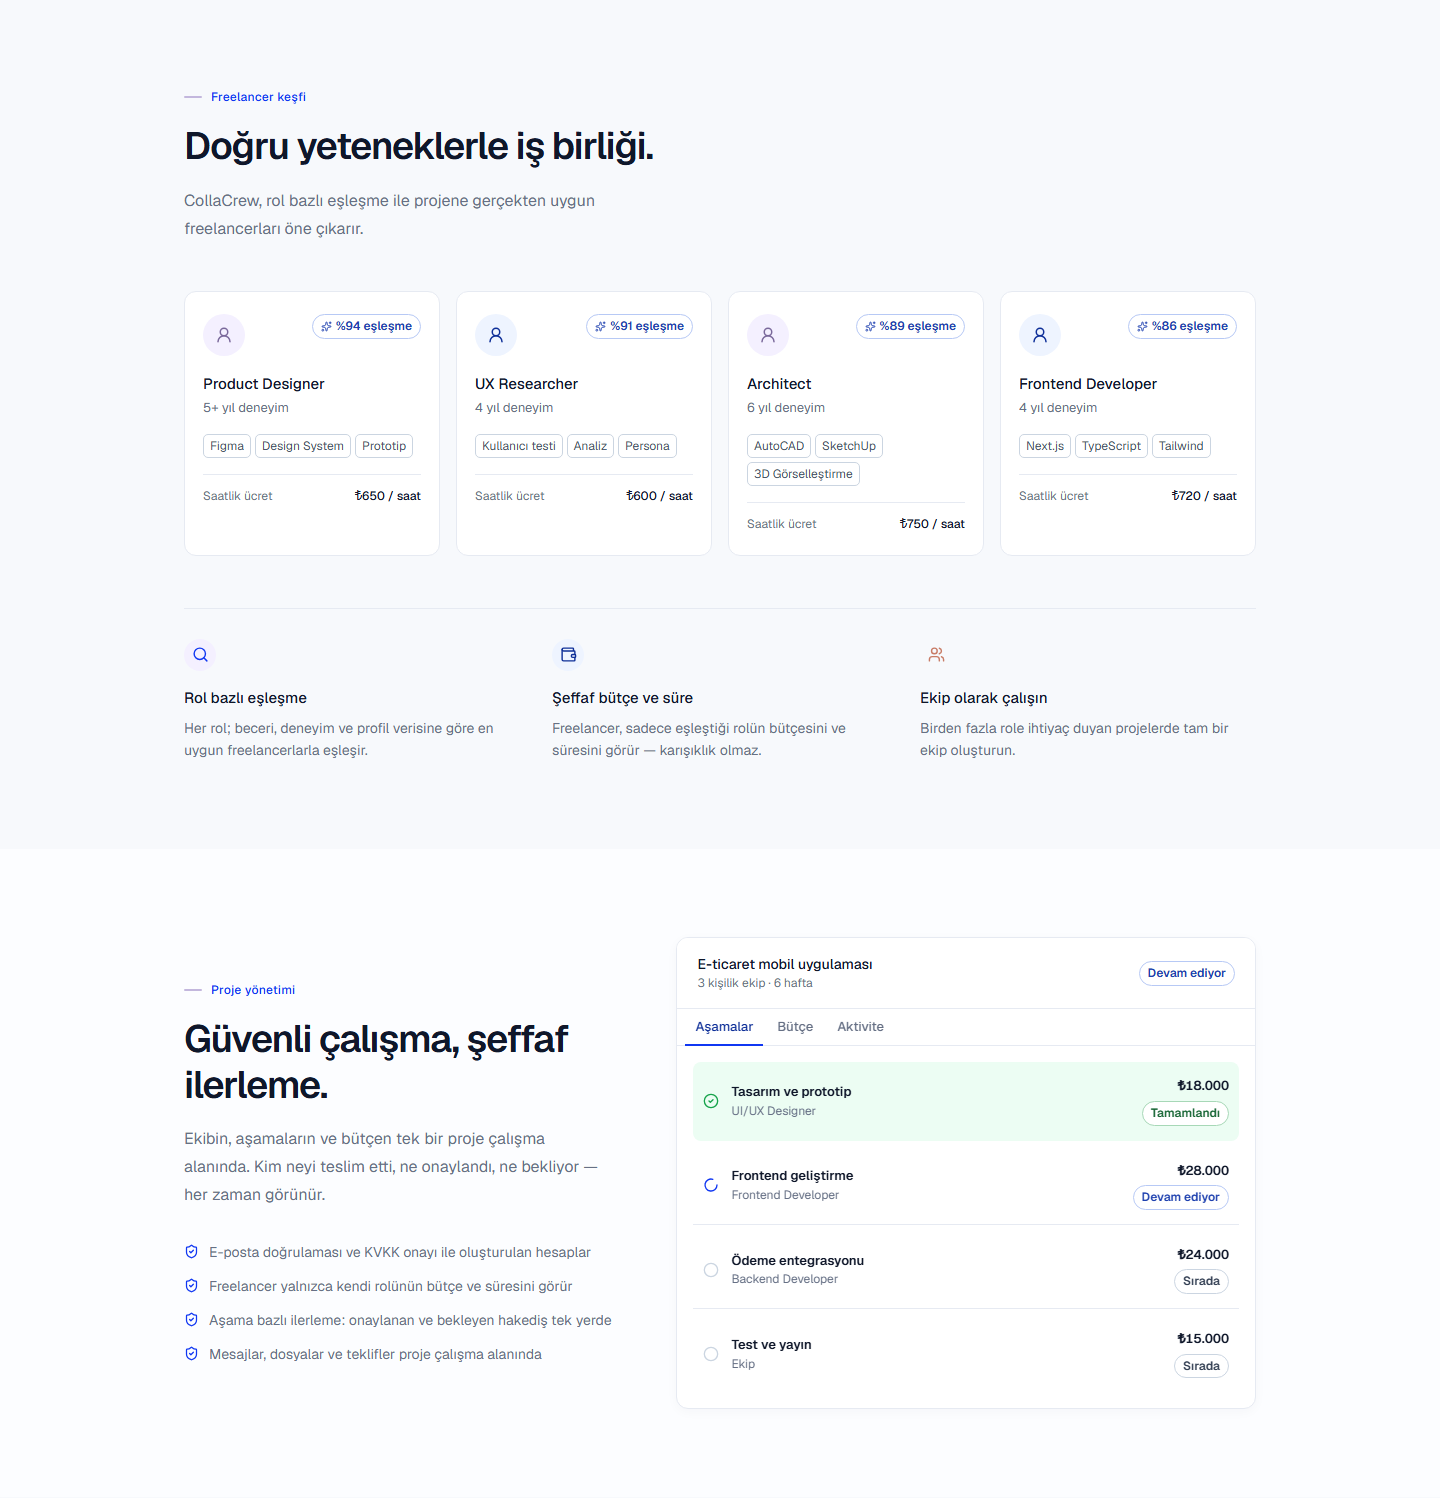 Freelancer keşfi
Doğru yeteneklerle iş birliği.
CollaCrew, rol bazlı eşleşme ile projene gerçekten uygun
freelancerları öne çıkarır.
%94 eşleşme
Product Designer
5+ yıl deneyim
Figma
Design System
Prototip
Saatlik ücret
₺650 / saat
%91 eşleşme
UX Researcher
4 yıl deneyim
Kullanıcı testi
Analiz
Persona
Saatlik ücret
₺600 / saat
%89 eşleşme
Architect
6 yıl deneyim
AutoCAD
SketchUp
3D Görselleştirme
Saatlik ücret
₺750 / saat
%86 eşleşme
Frontend Developer
4 yıl deneyim
Next.js
TypeScript
Tailwind
Saatlik ücret
₺720 / saat
Rol bazlı eşleşme
Her rol; beceri, deneyim ve profil verisine göre en
uygun freelancerlarla eşleşir.
Şeffaf bütçe ve süre
Freelancer, sadece eşleştiği rolün bütçesini ve
süresini görür — karışıklık olmaz.
Ekip olarak çalışın
Birden fazla role ihtiyaç duyan projelerde tam bir
ekip oluşturun.
Proje yönetimi
Güvenli çalışma, şeffaf
ilerleme.
Ekibin, aşamaların ve bütçen tek bir proje çalışma
alanında. Kim neyi teslim etti, ne onaylandı, ne bekliyor —
her zaman görünür.
E-posta doğrulaması ve KVKK onayı ile oluşturulan hesaplar
Freelancer yalnızca kendi rolünün bütçe ve süresini görür
Aşama bazlı ilerleme: onaylanan ve bekleyen hakediş tek yerde
Mesajlar, dosyalar ve teklifler proje çalışma alanında
E-ticaret mobil uygulaması
3 kişilik ekip · 6 hafta
Devam ediyor
Aşamalar
Bütçe
Aktivite
Tasarım ve prototip
UI/UX Designer
₺18.000
Tamamlandı
Frontend geliştirme
Frontend Developer
₺28.000
Devam ediyor
Ödeme entegrasyonu
Backend Developer
₺24.000
Sırada
Test ve yayın
Ekip
₺15.000
Sırada